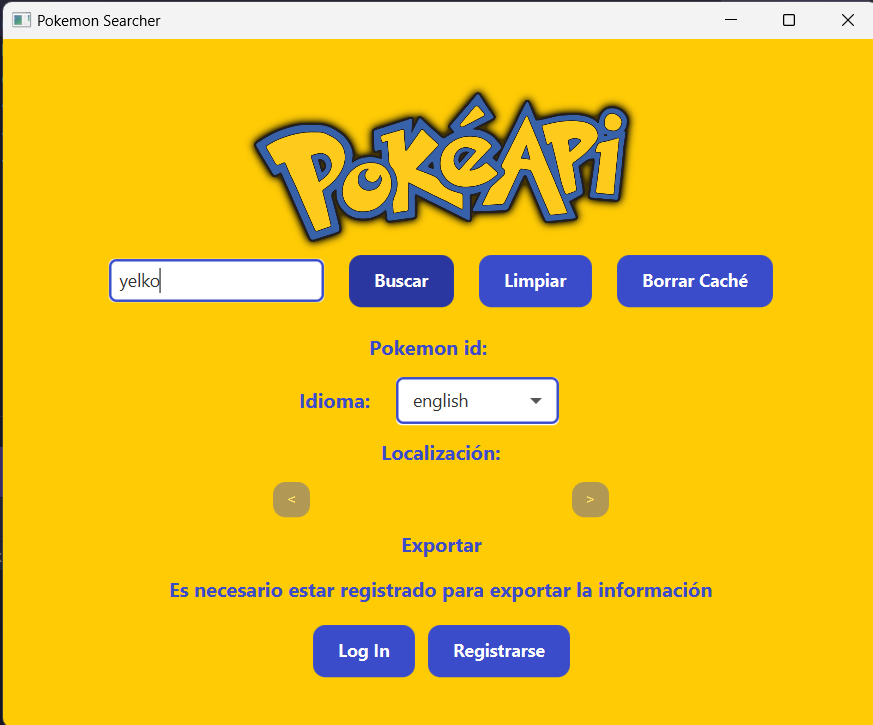 Pokemon Searcher
PokéApi
yelko
Buscar
Limpiar
Borrar Caché
Pokemon id:
Idioma:
english
Localización:
<
>
Exportar
Es necesario estar registrado para exportar la información
Log In
Registrarse